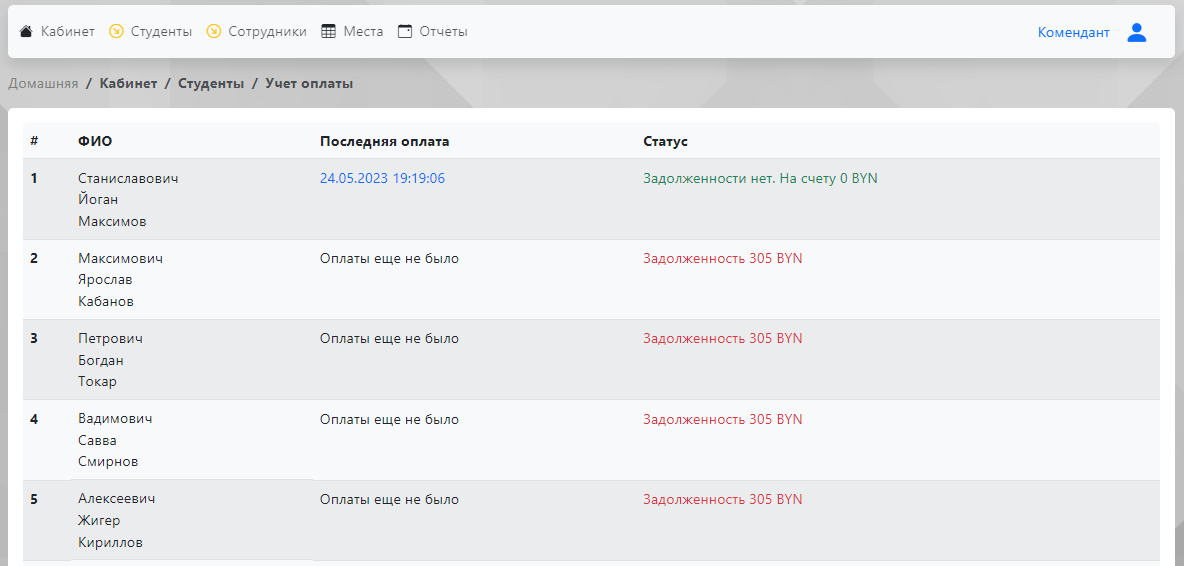 Кабинет Студенты Сотрудники Места Отчеты Комендант
Домашняя / Кабинет / Студенты / Учет оплаты
# ФИО Последняя оплата Статус
1 Станиславович 24.05.2023 19:19:06 Задолженности нет. На счету 0 BYN
Йоган
Максимов
2 Максимович Оплаты еще не было Задолженность 305 BYN
Ярослав
Кабанов
3 Петрович Оплаты еще не было Задолженность 305 BYN
Богдан
Токар
4 Вадимович Оплаты еще не было Задолженность 305 BYN
Савва
Смирнов
5 Алексеевич Оплаты еще не было Задолженность 305 BYN
Жигер
Кириллов